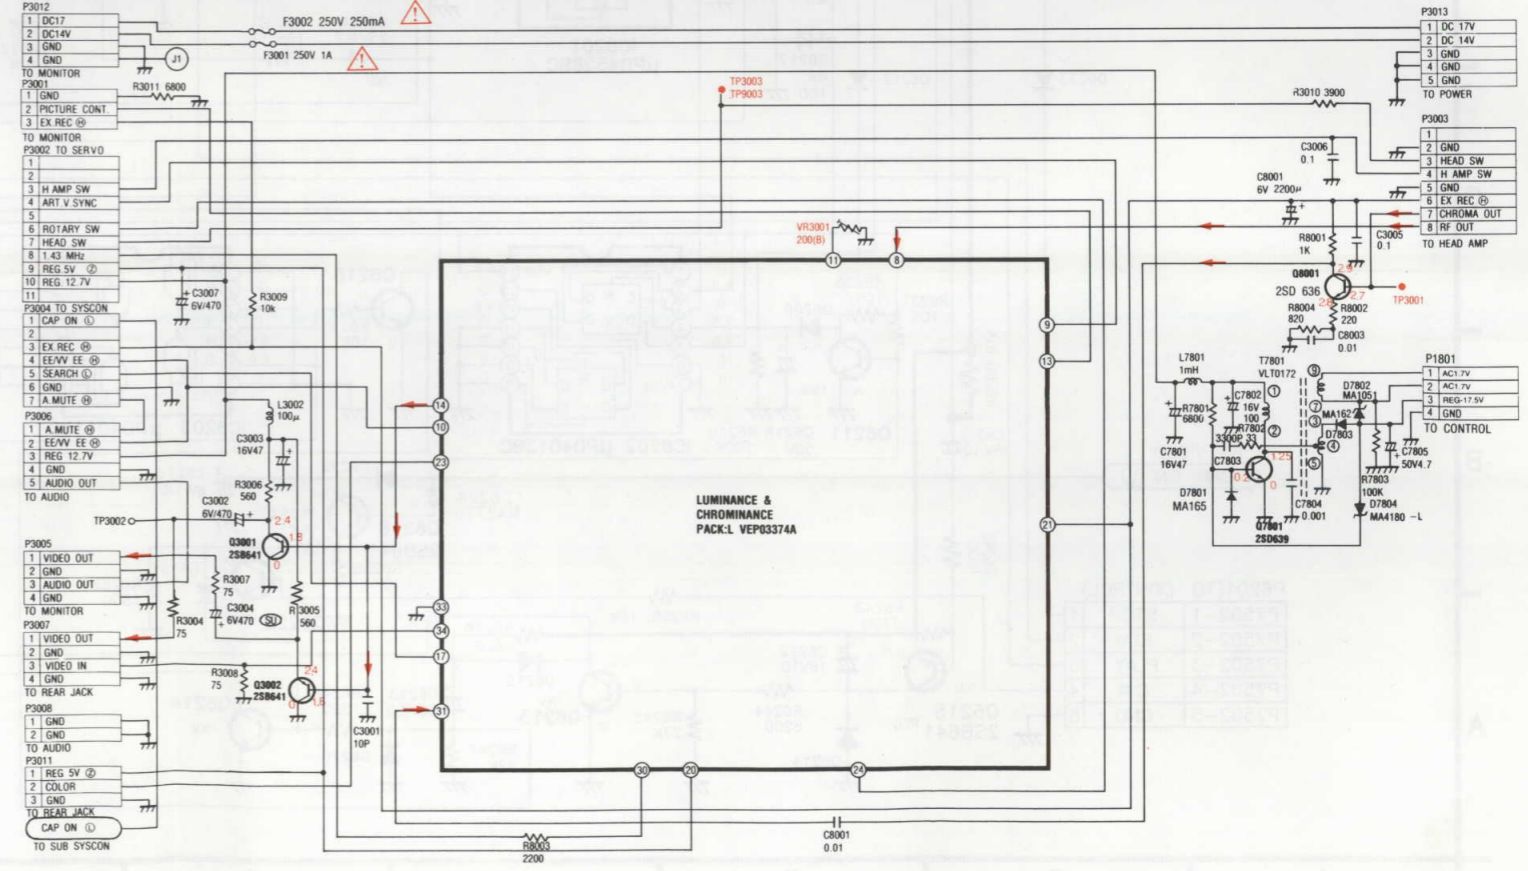 P3012
1 DC17
2 DC14V
3 GND
4 GND
TO MONITOR
F3002 250V 250mA
F3001 250V 1A
J1
P3001
1 GND
2 PICTURE CONT.
3 EX.REC Ⓗ
TO MONITOR
R3011 6800
P3002 TO SERVO
1
2
3 H AMP SW
4 ART.V.SYNC
5
6 ROTARY SW
7 HEAD SW
8 1.43 MHz
9 REG.5V Ⓩ
10 REG.12.7V
11
C3007
6V/470
R3009
10k
P3004 TO SYSCON
1 CAP ON Ⓛ
2
3 EX REC Ⓗ
4 EE/VV EE Ⓗ
5 SEARCH Ⓛ
6 GND
7 A.MUTE Ⓗ
P3006
1 A.MUTE Ⓗ
2 EE/VV EE Ⓗ
3 REG 12.7V
4 GND
5 AUDIO OUT
TO AUDIO
L3002
100μ
C3003
16V47
R3006
560
C3002
6V/470
TP3002
2.4
1.8
0
Q3001
2SB641
P3005
1 VIDEO OUT
2 GND
3 AUDIO OUT
4 GND
TO MONITOR
R3007
75
C3004
6V470
SU
R3004
75
R3005
560
P3007
1 VIDEO OUT
2 GND
3 VIDEO IN
4 GND
TO REAR JACK
R3008
75
Q3002
2SB641
2.4
1.6
0
C3001
10P
P3008
1 GND
2 GND
TO AUDIO
P3011
1 REG 5V Ⓩ
2 COLOR
3 GND
TO REAR JACK
CAP ON Ⓛ
TO SUB SYSCON
R8003
2200
C8001
0.01
TP3003
TP9003
VR3001
200(B)
11
8
9
13
21
14
10
23
33
34
17
31
30
20
24
LUMINANCE &
CHROMINANCE
PACK:L VEP03374A
P3013
1 DC 17V
2 DC 14V
3 GND
4 GND
5 GND
TO POWER
R3010 3900
P3003
1
2 GND
3 HEAD SW
4 H AMP SW
5 GND
6 EX REC Ⓗ
7 CHROMA OUT
8 RF OUT
TO HEAD AMP
C3006
0.1
C8001
6V 2200μ
R8001
1K
C3005
0.1
Q8001
2SD 636
2.9
2.7
TP3001
R8004
820
R8002
220
C8003
0.01
L7801
1mH
T7801
VLT0172
C7801
16V47
R7801
6800
C7802
16V
100
R7802
33
3300P
C7803
1
2
9
7
3
4
5
D7802
MA1051
MA162
D7803
P1801
1 AC1.7V
2 AC1.7V
3 REG-17.5V
4 GND
TO CONTROL
C7805
50V4.7
R7803
100K
D7804
MA4180 -L
D7801
MA165
1.25
0.2
0
Q7801
2SD639
C7804
0.001